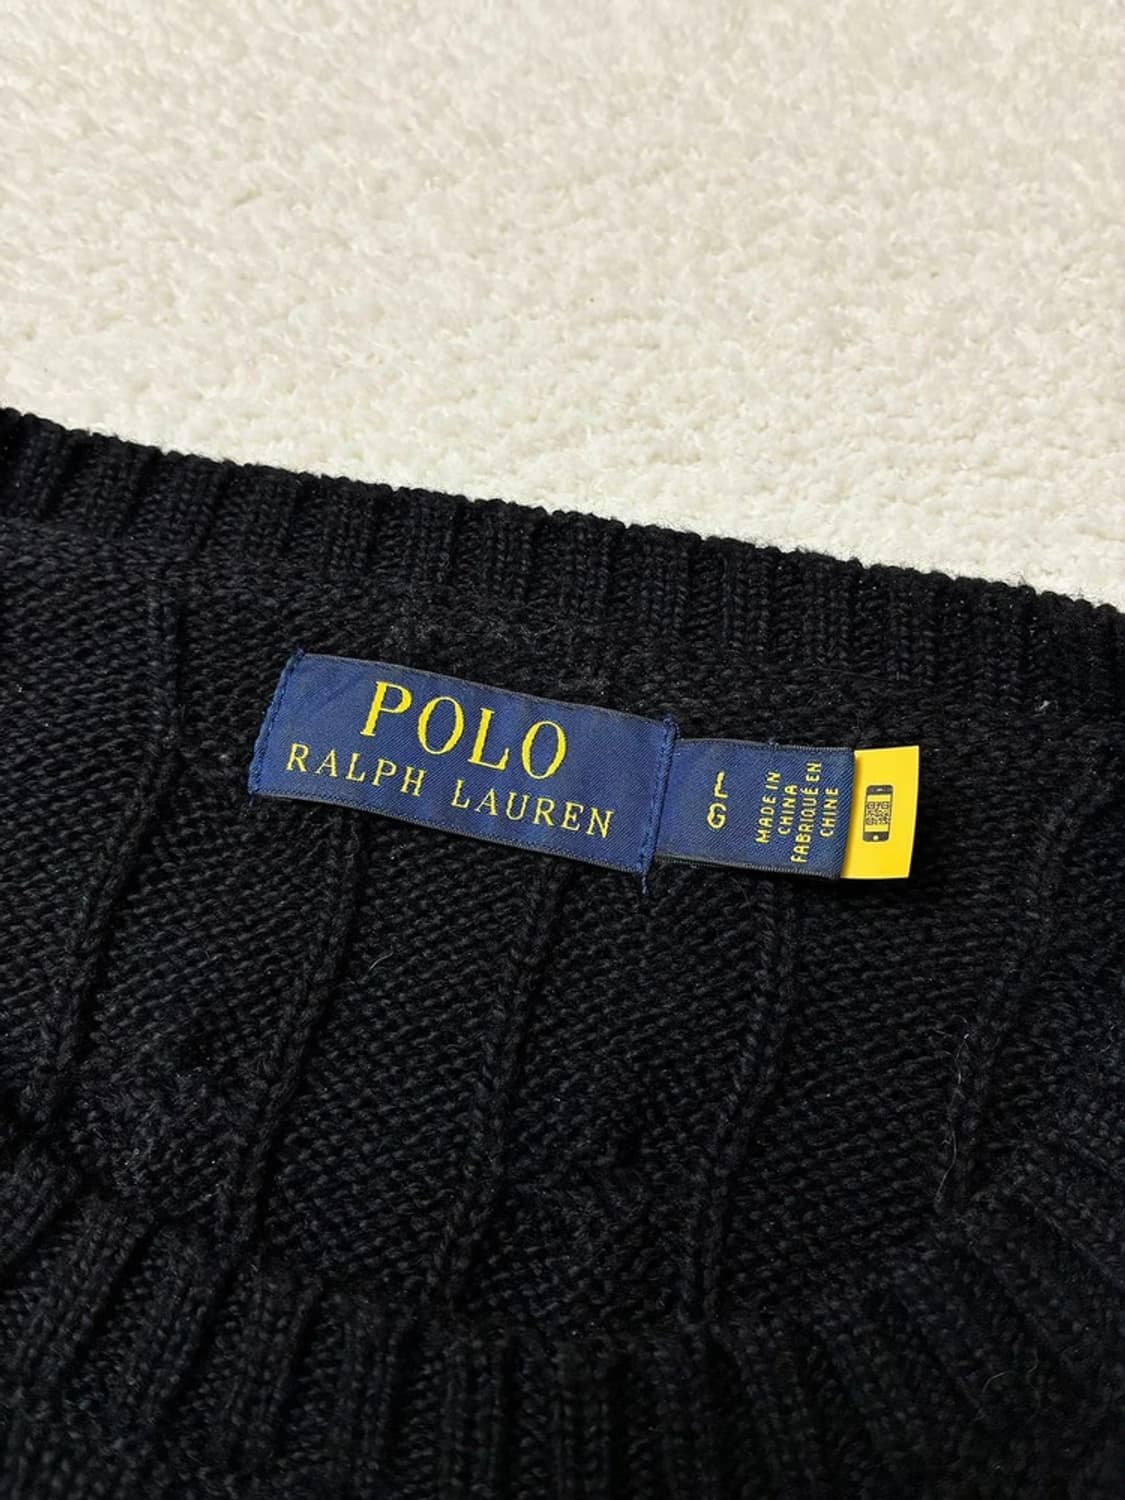 POLO
RALPH LAUREN
L
G
MADE IN
CHINA
FABRIQUÉ EN
CHINE